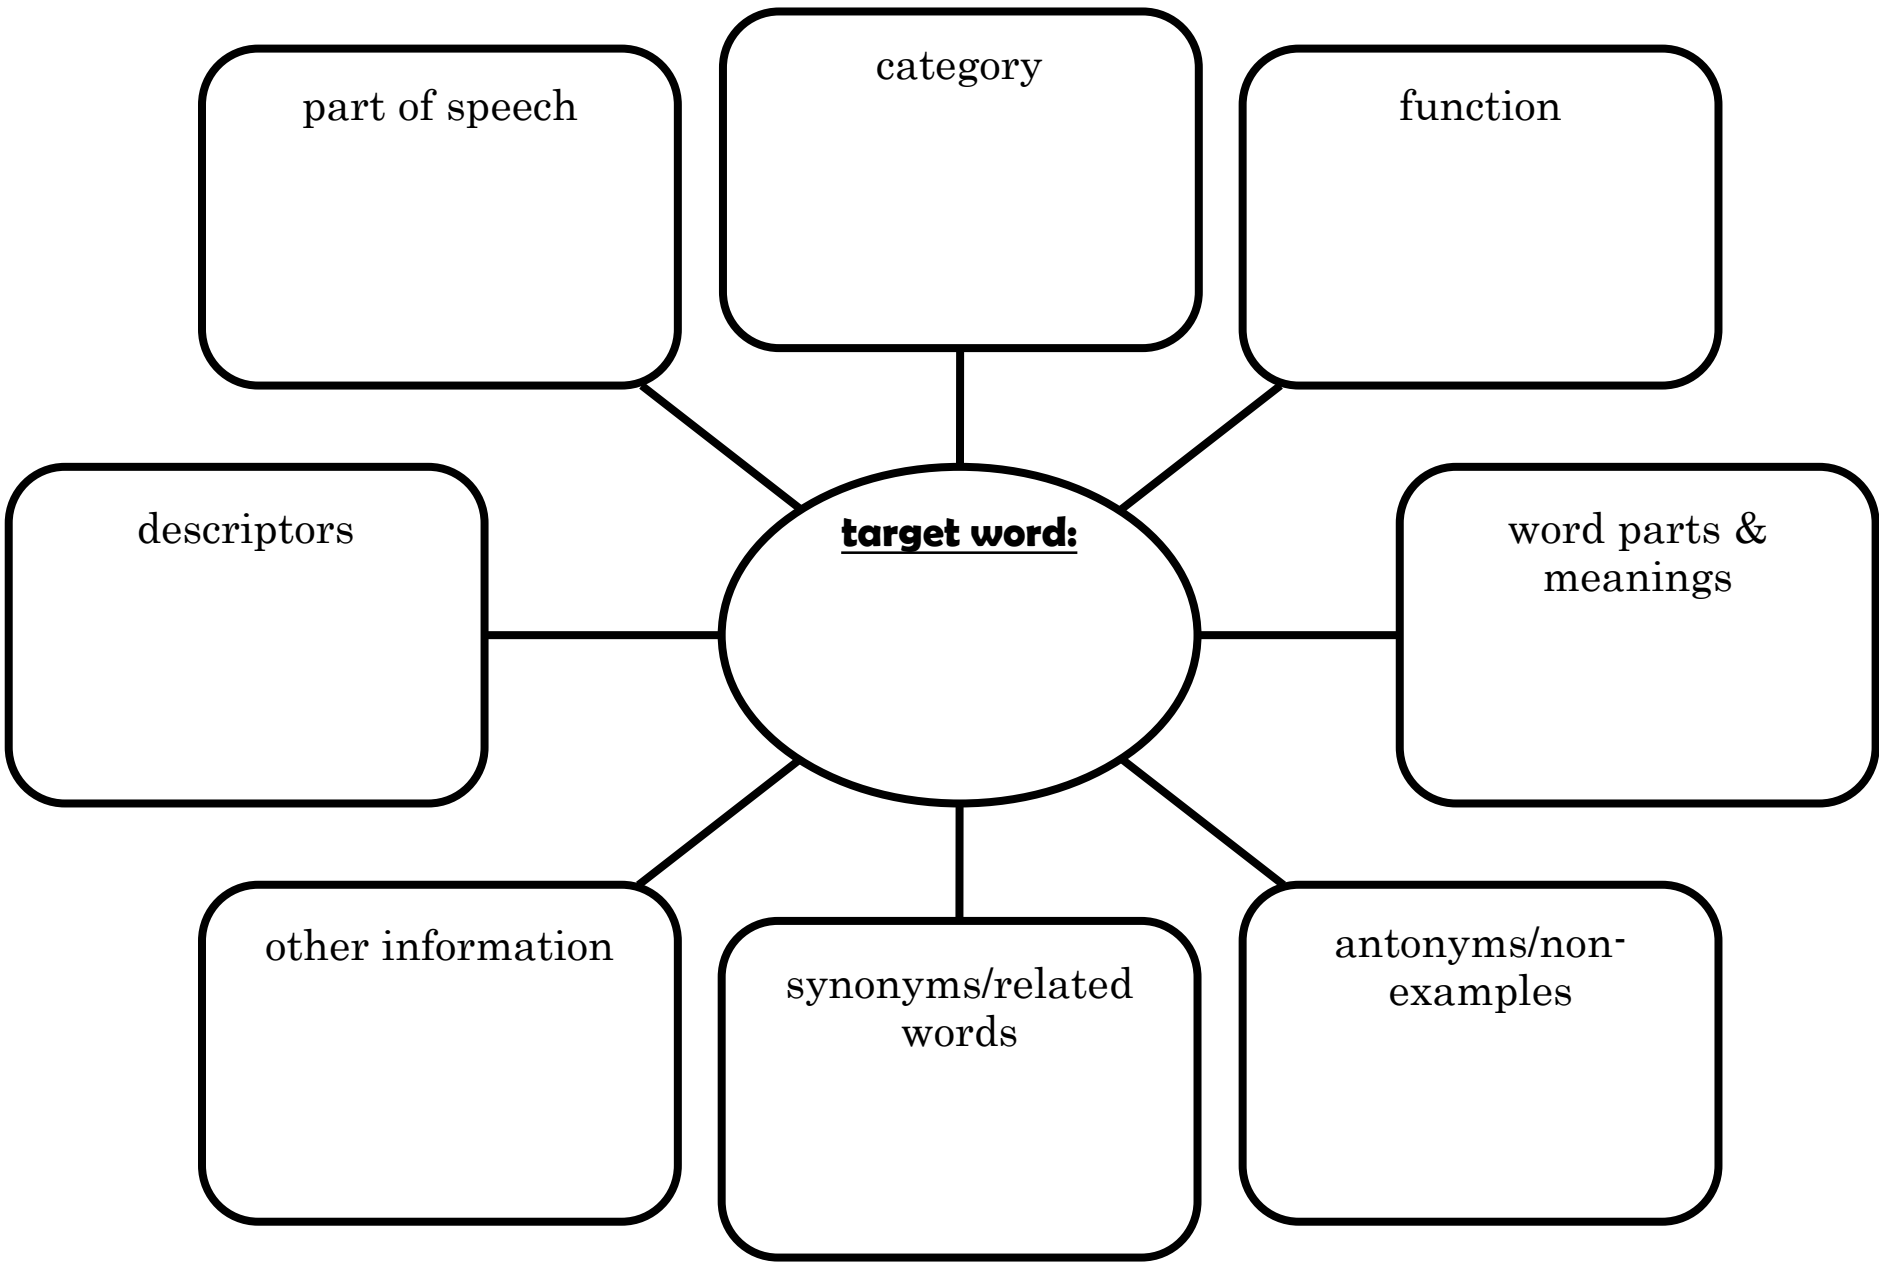 category
part of speech
function
descriptors
target word:
word parts &
meanings
other information
synonyms/related
words
antonyms/non-
examples